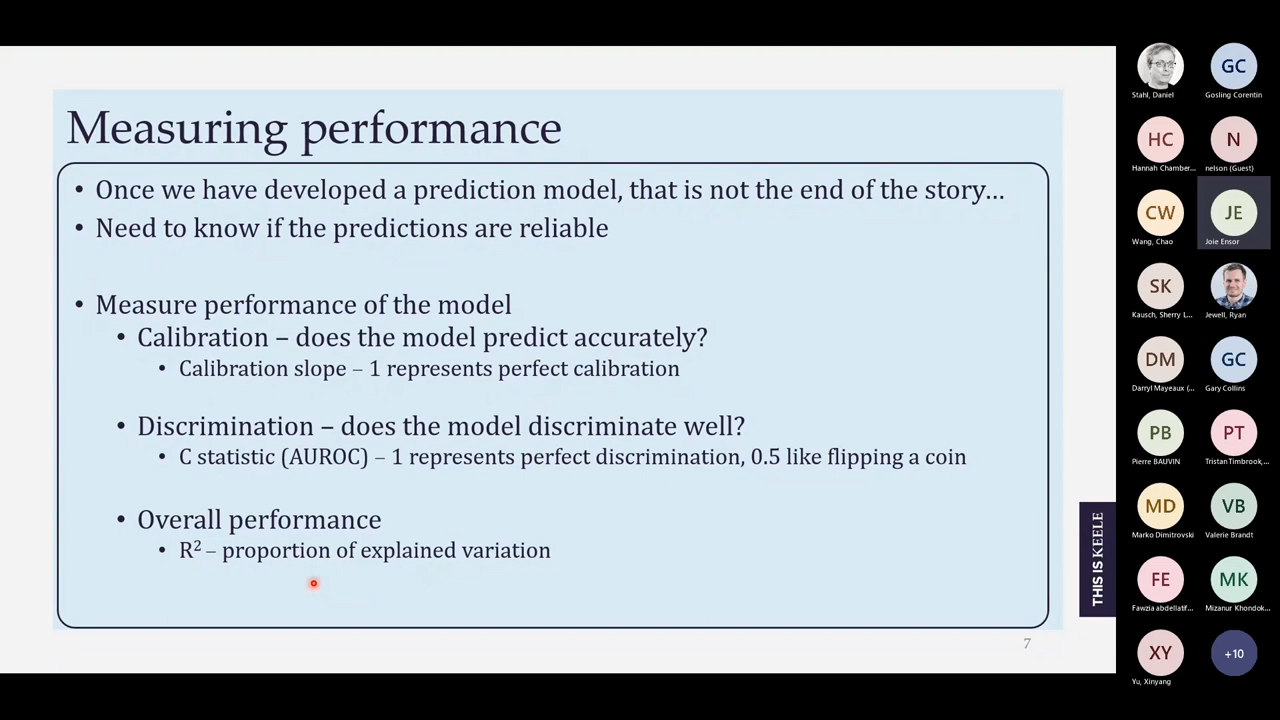 Measuring performance
• Once we have developed a prediction model, that is not the end of the story...
• Need to know if the predictions are reliable
• Measure performance of the model
• Calibration – does the model predict accurately?
• Calibration slope – 1 represents perfect calibration
• Discrimination – does the model discriminate well?
• C statistic (AUROC) – 1 represents perfect discrimination, 0.5 like flipping a coin
• Overall performance
• R² – proportion of explained variation
7
THIS IS KEELE
Stahl, Daniel
GC
Gosling Corentin
HC
Hannah Chamber...
N
nelson (Guest)
CW
Wang, Chao
JE
Joie Ensor
SK
Kausch, Sherry L...
Jewell, Ryan
DM
Darryl Mayeaux (...
GC
Gary Collins
PB
Pierre BAUVIN
PT
Tristan Timbrook,...
MD
Marko Dimitrovski
VB
Valerie Brandt
FE
Fawzia abdellatif...
MK
Mizanur Khondok...
XY
Yu, Xinyang
+10